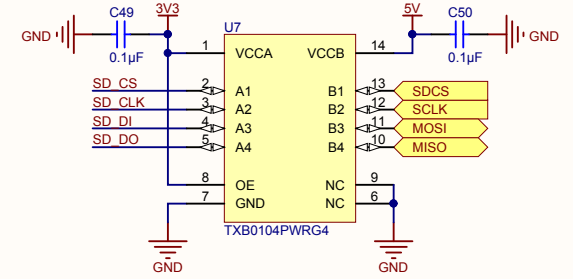 C49 3V3 5V C50
GND U7 GND
0.1µF 1 VCCA VCCB 14 0.1µF
SD_CS 2 A1 B1 13 SDCS
SD_CLK 3 A2 B2 12 SCLK
SD_DI 4 A3 B3 11 MOSI
SD_DO 5 A4 B4 10 MISO
8 OE NC 9
7 GND NC 6
TXB0104PWRG4
GND GND